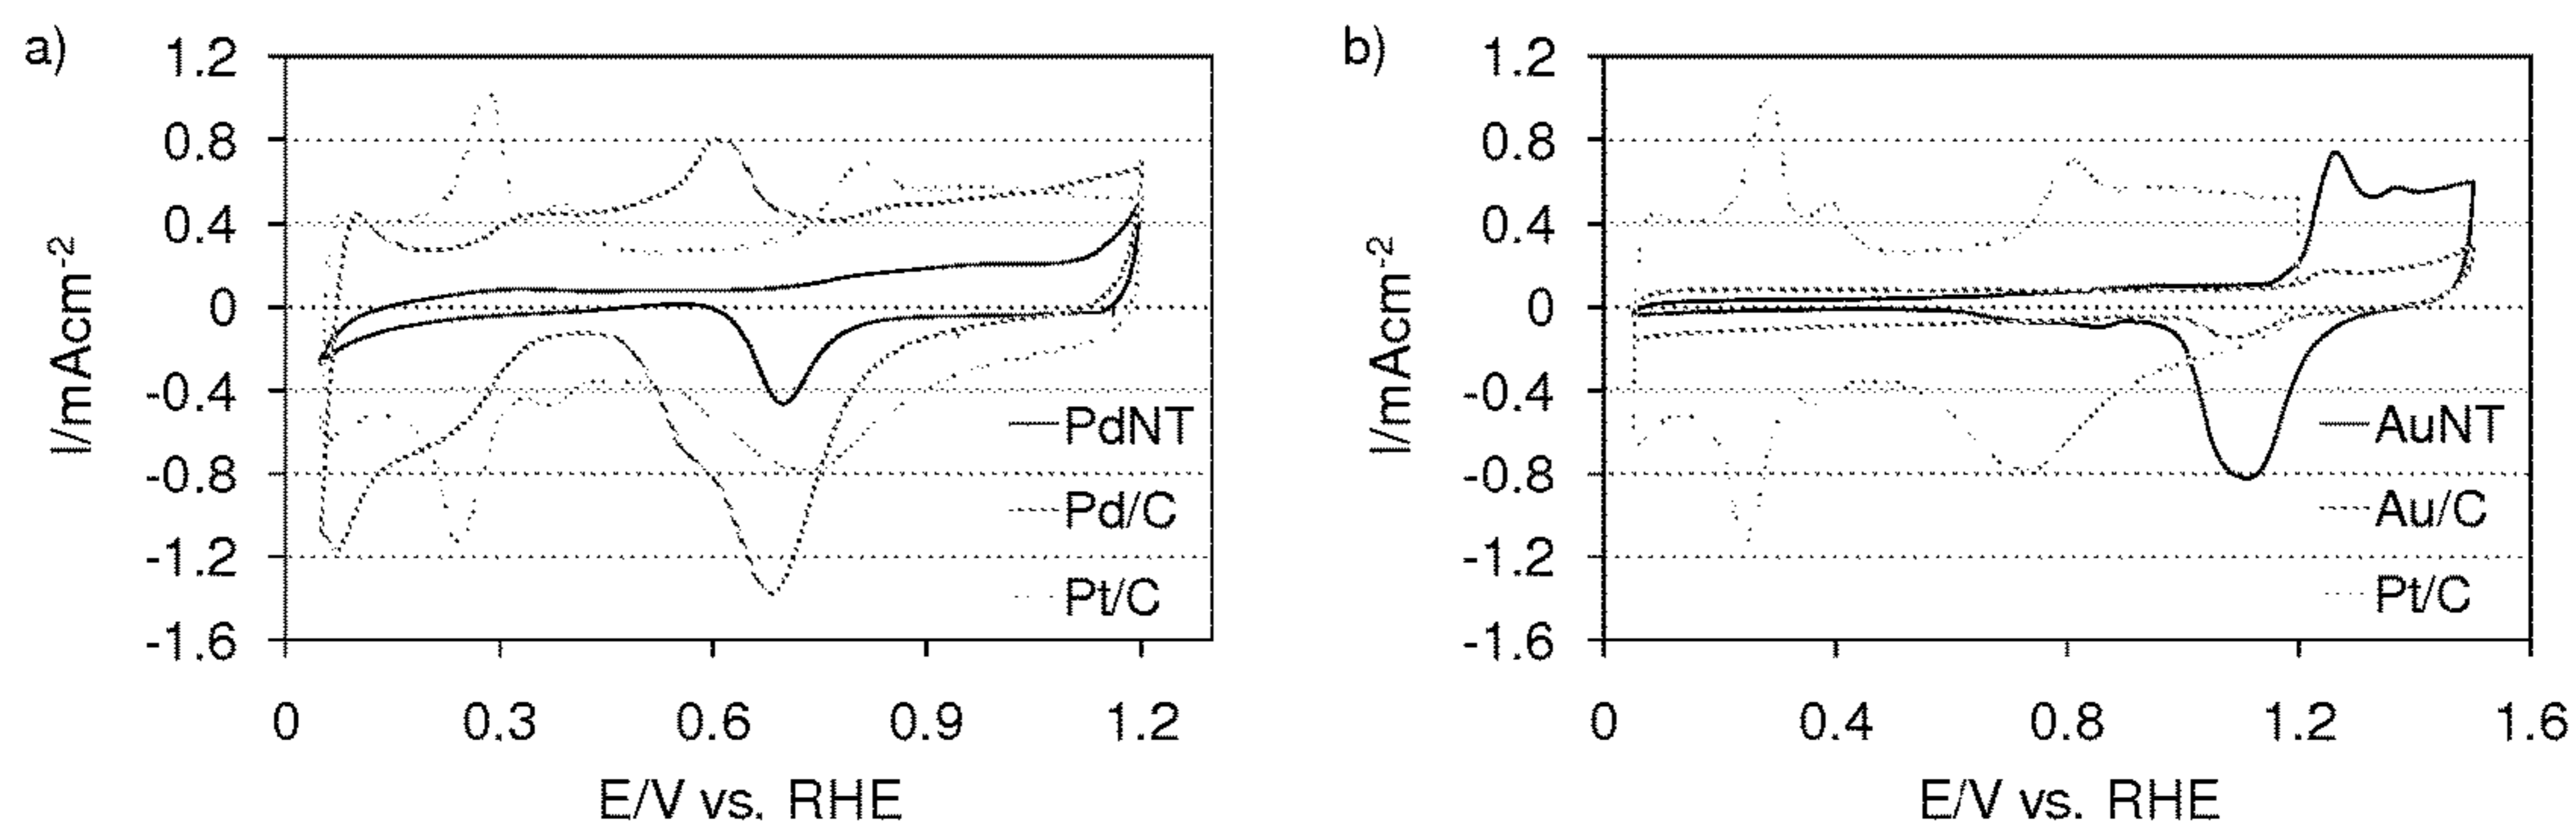 a)
1.2
0.8
0.4
0
-0.4
-0.8
-1.2
-1.6
I/mAcm-2
PdNT
Pd/C
Pt/C
0 0.3 0.6 0.9 1.2
E/V vs. RHE
b)
1.2
0.8
0.4
0
-0.4
-0.8
-1.2
-1.6
I/mAcm-2
AuNT
Au/C
Pt/C
0 0.4 0.8 1.2 1.6
E/V vs. RHE